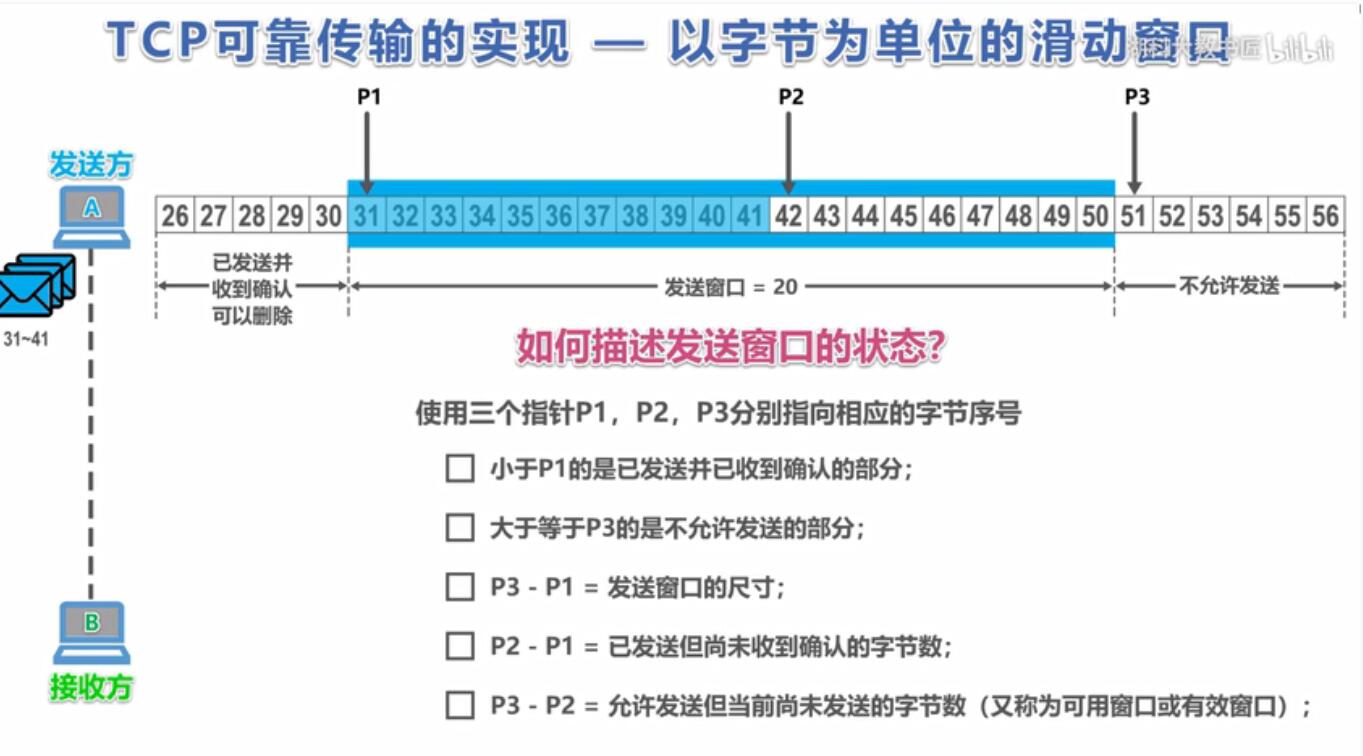 TCP可靠传输的实现 — 以字节为单位的滑动窗口
bilibili
P1 P2 P3
发送方
A
26 27 28 29 30 31 32 33 34 35 36 37 38 39 40 41 42 43 44 45 46 47 48 49 50 51 52 53 54 55 56
已发送并
收到确认
可以删除
发送窗口 = 20
不允许发送
31~41
如何描述发送窗口的状态?
使用三个指针P1，P2，P3分别指向相应的字节序号
小于P1的是已发送并已收到确认的部分；
大于等于P3的是不允许发送的部分；
P3 - P1 = 发送窗口的尺寸；
P2 - P1 = 已发送但尚未收到确认的字节数；
P3 - P2 = 允许发送但当前尚未发送的字节数（又称为可用窗口或有效窗口）；
B
接收方